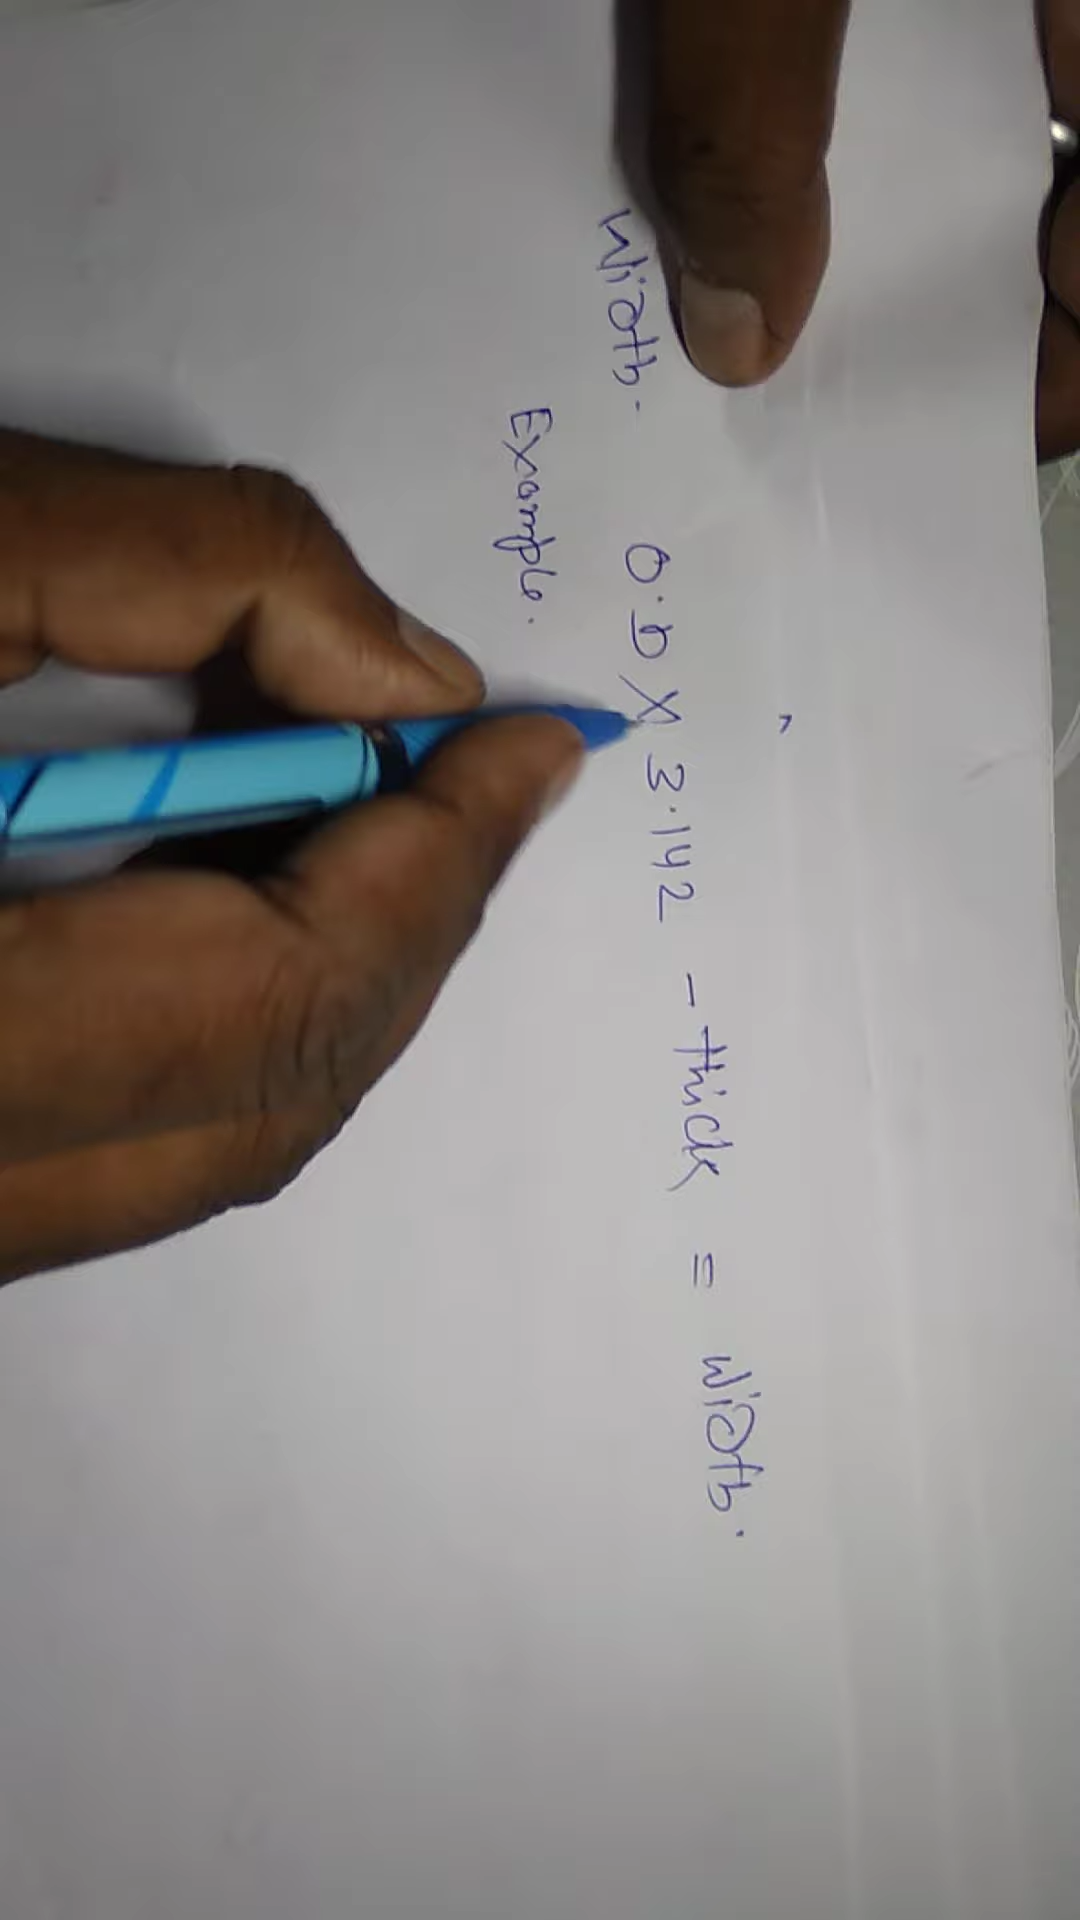 Width. O.D X 3.142 - thick = width.
Example.